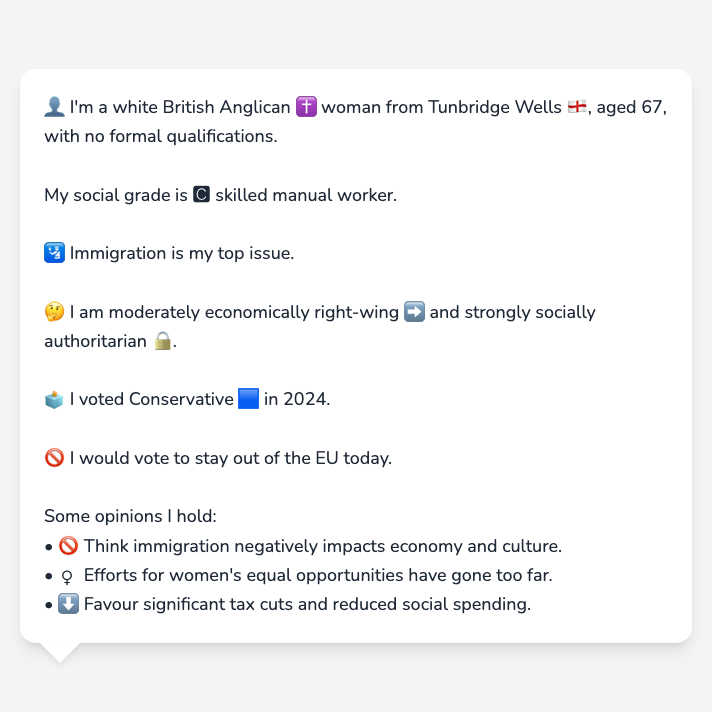 👤 I'm a white British Anglican ✝️ woman from Tunbridge Wells 🏴󠁧󠁢󠁥󠁮󠁧󠁿, aged 67,
with no formal qualifications.
My social grade is 🅲 skilled manual worker.
🛂 Immigration is my top issue.
🤔 I am moderately economically right-wing ➡️ and strongly socially
authoritarian 🔒.
🗳️ I voted Conservative 🟦 in 2024.
🚫 I would vote to stay out of the EU today.
Some opinions I hold:
• 🚫 Think immigration negatively impacts economy and culture.
• ♀ Efforts for women's equal opportunities have gone too far.
• ⬇️ Favour significant tax cuts and reduced social spending.